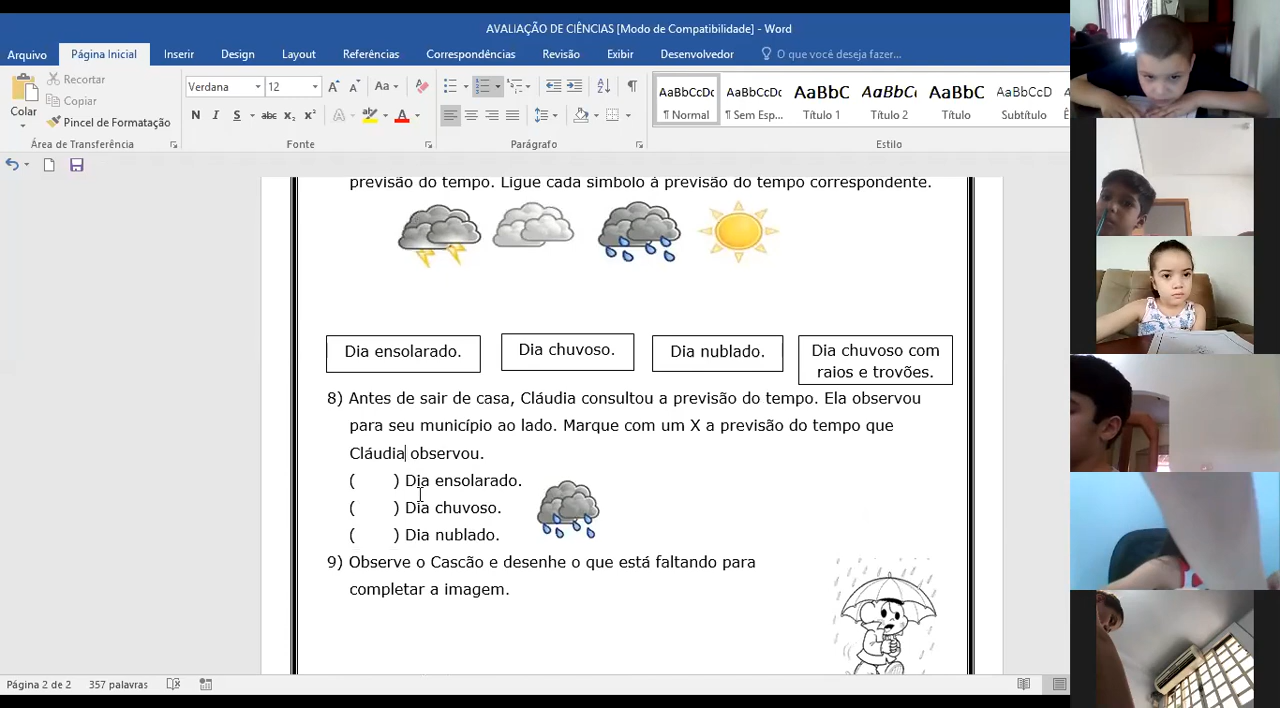 AVALIAÇÃO DE CIÊNCIAS [Modo de Compatibilidade] - Word
Arquivo Página Inicial Inserir Design Layout Referências Correspondências Revisão Exibir Desenvolvedor O que você deseja fazer...
Colar
Recortar
Copiar
Pincel de Formatação
Área de Transferência
Verdana 12
N I S abc x₂ x²
Fonte
Parágrafo
AaBbCcDc AaBbCcDc AaBbC AaBbCc AaBbC AaBbCcD
¶ Normal ¶ Sem Esp... Título 1 Título 2 Título Subtítulo
Estilo
previsão do tempo. Ligue cada símbolo à previsão do tempo correspondente.
Dia ensolarado. Dia chuvoso. Dia nublado. Dia chuvoso com
raios e trovões.
8) Antes de sair de casa, Cláudia consultou a previsão do tempo. Ela observou
para seu município ao lado. Marque com um X a previsão do tempo que
Cláudia observou.
( ) Dia ensolarado.
( ) Dia chuvoso.
( ) Dia nublado.
9) Observe o Cascão e desenhe o que está faltando para
completar a imagem.
Página 2 de 2 357 palavras